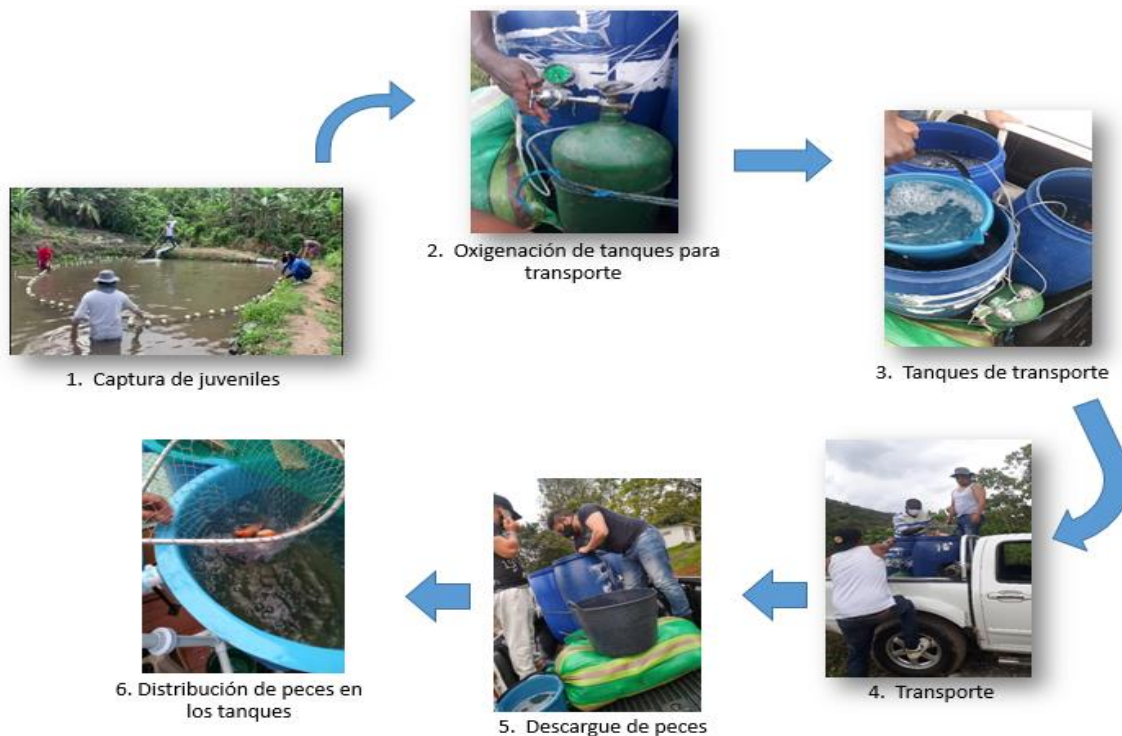 1. Captura de juveniles
2. Oxigenación de tanques para
transporte
3. Tanques de transporte
4. Transporte
5. Descargue de peces
6. Distribución de peces en
los tanques